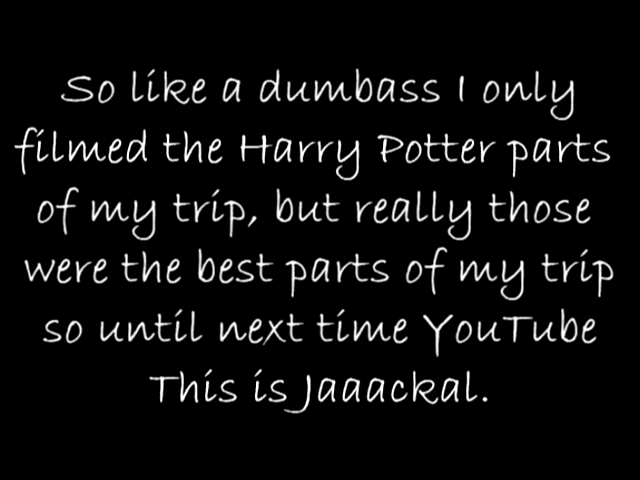 So like a dumbass I only
filmed the Harry Potter parts
of my trip, but really those
were the best parts of my trip
so until next time YouTube
This is Jaaackal.